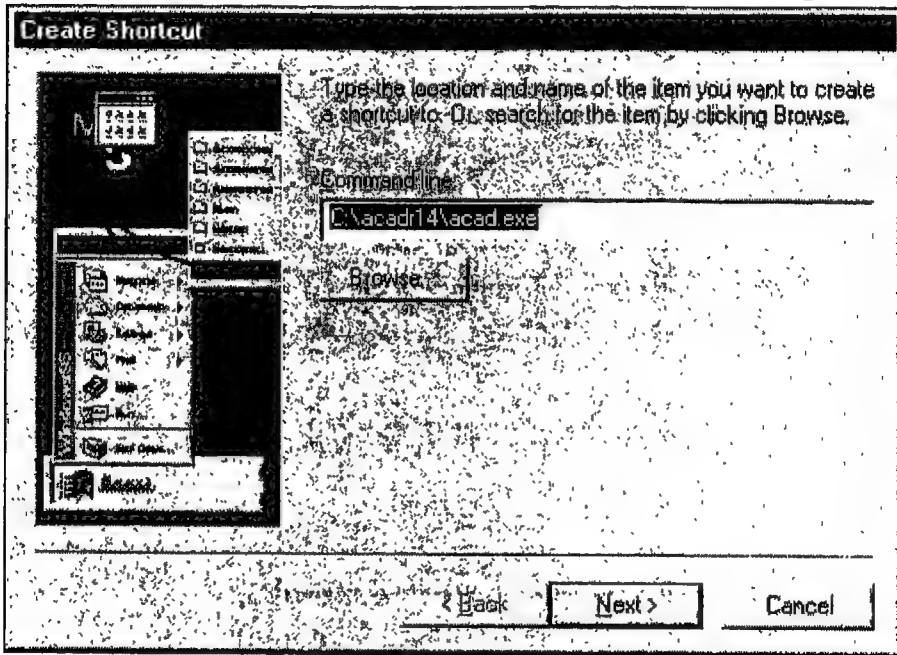 Create Shortcut
Type the location and name of the item you want to create
a shortcut to. Or, search for the item by clicking Browse.
Command line:
C:\acadr14\acad.exe
Browse...
< Back
Next >
Cancel